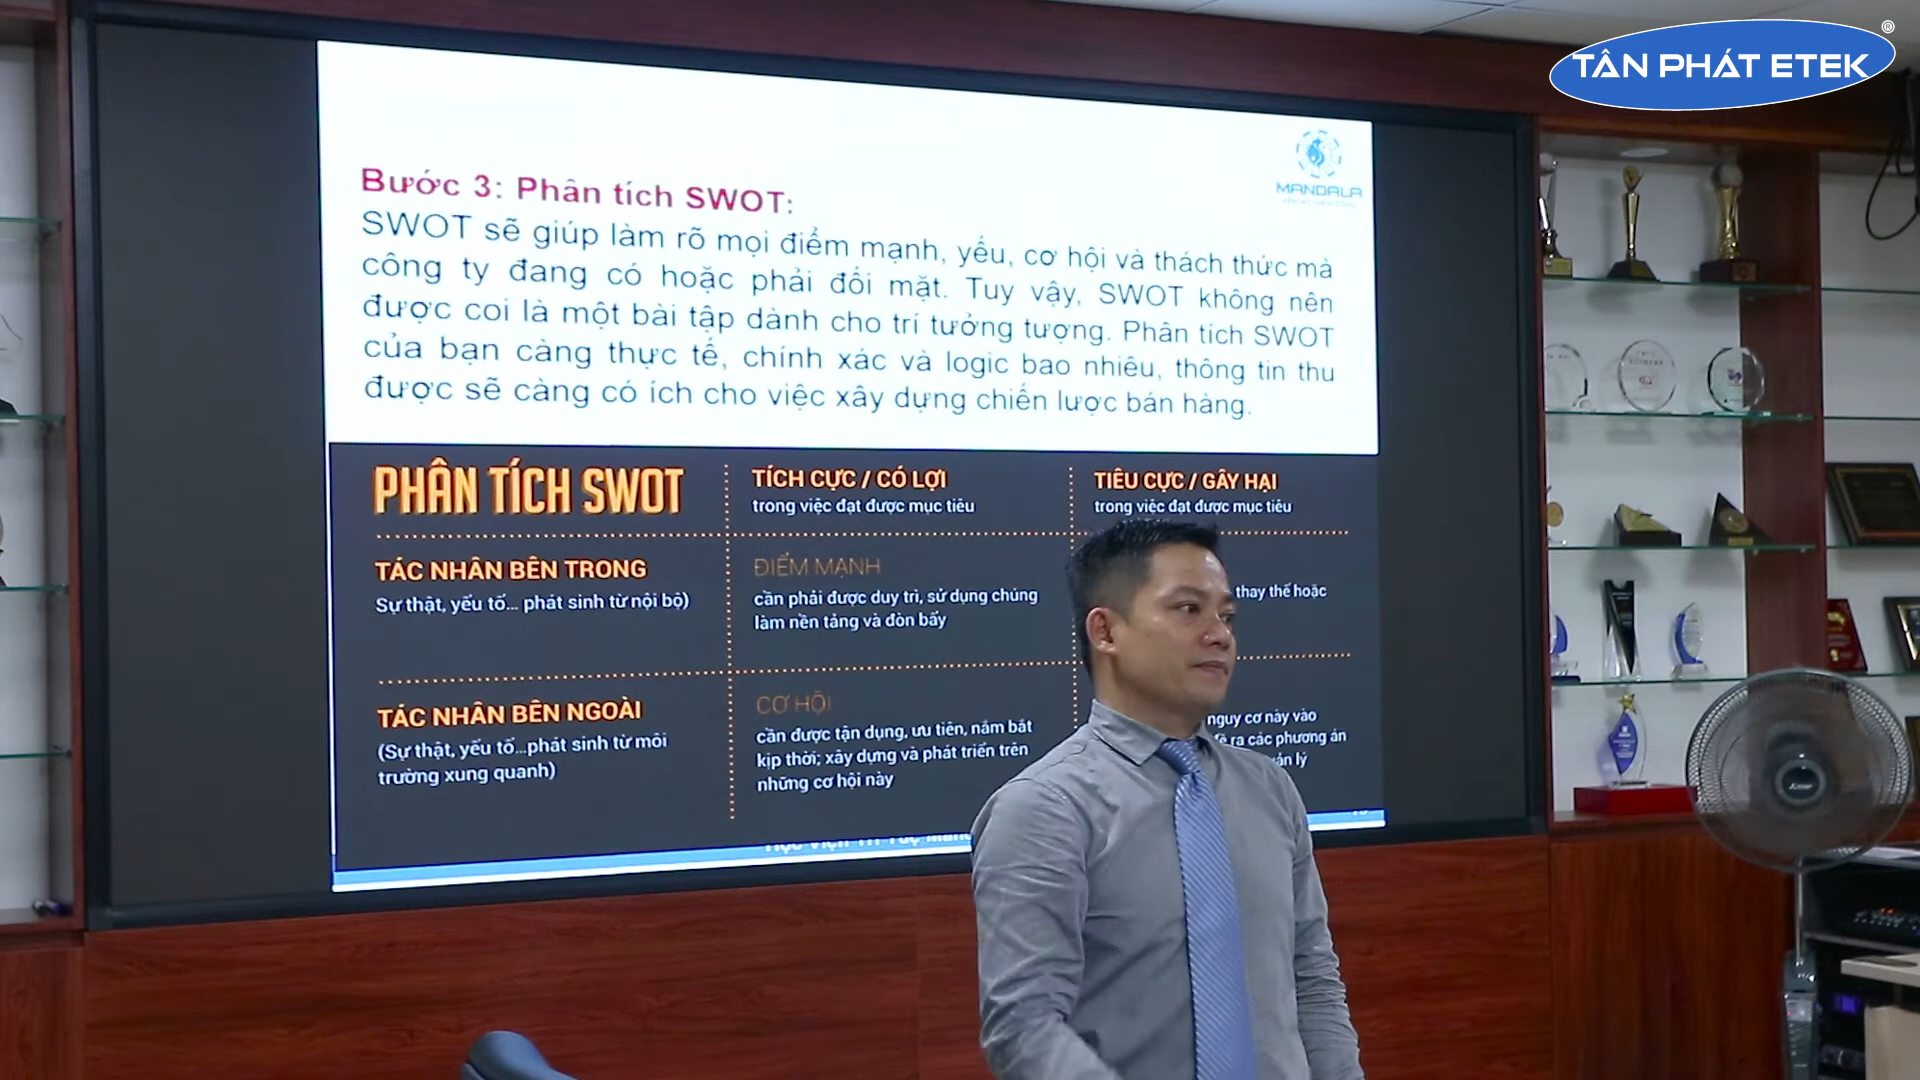 TÂN PHÁT ETEK
®
MANDALA
Bước 3: Phân tích SWOT:
SWOT sẽ giúp làm rõ mọi điểm mạnh, yếu, cơ hội và thách thức mà
công ty đang có hoặc phải đối mặt. Tuy vậy, SWOT không nên
được coi là một bài tập dành cho trí tưởng tượng. Phân tích SWOT
của bạn càng thực tế, chính xác và logic bao nhiêu, thông tin thu
được sẽ càng có ích cho việc xây dựng chiến lược bán hàng.
PHÂN TÍCH SWOT
TÍCH CỰC / CÓ LỢI
trong việc đạt được mục tiêu
TIÊU CỰC / GÂY HẠI
trong việc đạt được mục tiêu
TÁC NHÂN BÊN TRONG
Sự thật, yếu tố... phát sinh từ nội bộ)
ĐIỂM MẠNH
cần phải được duy trì, sử dụng chúng
làm nền tảng và đòn bẩy
thay thế hoặc
TÁC NHÂN BÊN NGOÀI
(Sự thật, yếu tố...phát sinh từ môi
trường xung quanh)
CƠ HỘI
cần được tận dụng, ưu tiên, nắm bắt
kịp thời; xây dựng và phát triển trên
những cơ hội này
nguy cơ này vào
ra các phương án
lý